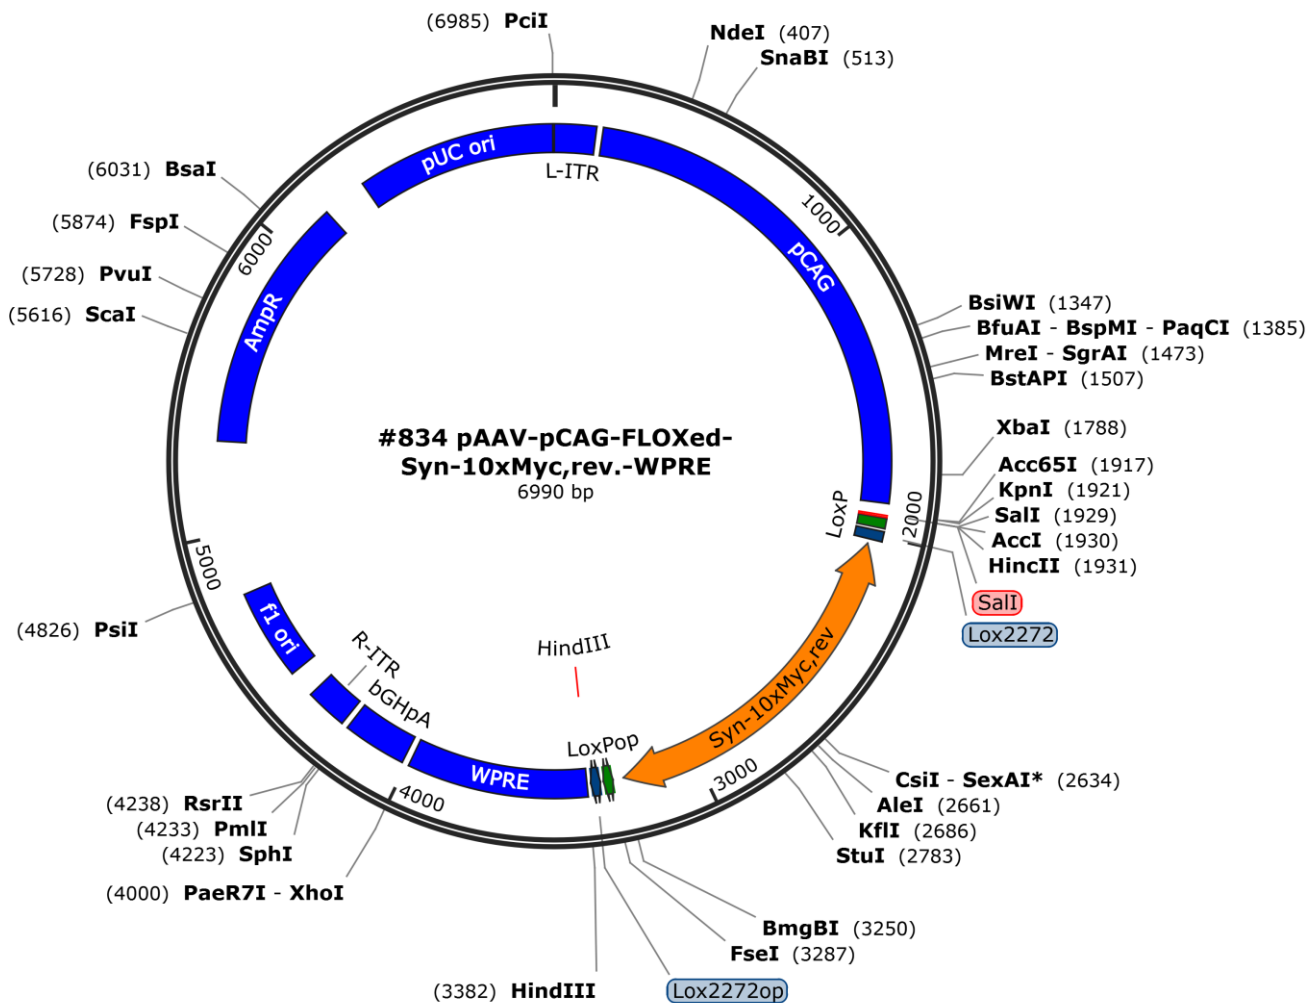 (6985) PciI
NdeI (407)
SnaBI (513)
pUC ori
L-ITR
(6031) BsaI
(5874) FspI
(5728) PvuI
(5616) ScaI
6000
1000
AmpR
pCAG
BsiWI (1347)
BfuAI - BspMI - PaqCI (1385)
MreI - SgrAI (1473)
BstAPI (1507)
#834 pAAV-pCAG-FLOXed-
Syn-10xMyc,rev.-WPRE
6990 bp
XbaI (1788)
Acc65I (1917)
KpnI (1921)
SalI (1929)
AccI (1930)
HincII (1931)
LoxP
2000
SalI
Lox2272
5000
(4826) PsiI
f1 ori
R-ITR
bGHpA
HindIII
Syn-10xMyc,rev
LoxPop
WPRE
3000
4000
CsiI - SexAI* (2634)
AleI (2661)
KflI (2686)
StuI (2783)
(4238) RsrII
(4233) PmlI
(4223) SphI
(4000) PaeR7I - XhoI
BmgBI (3250)
FseI (3287)
(3382) HindIII
Lox2272op